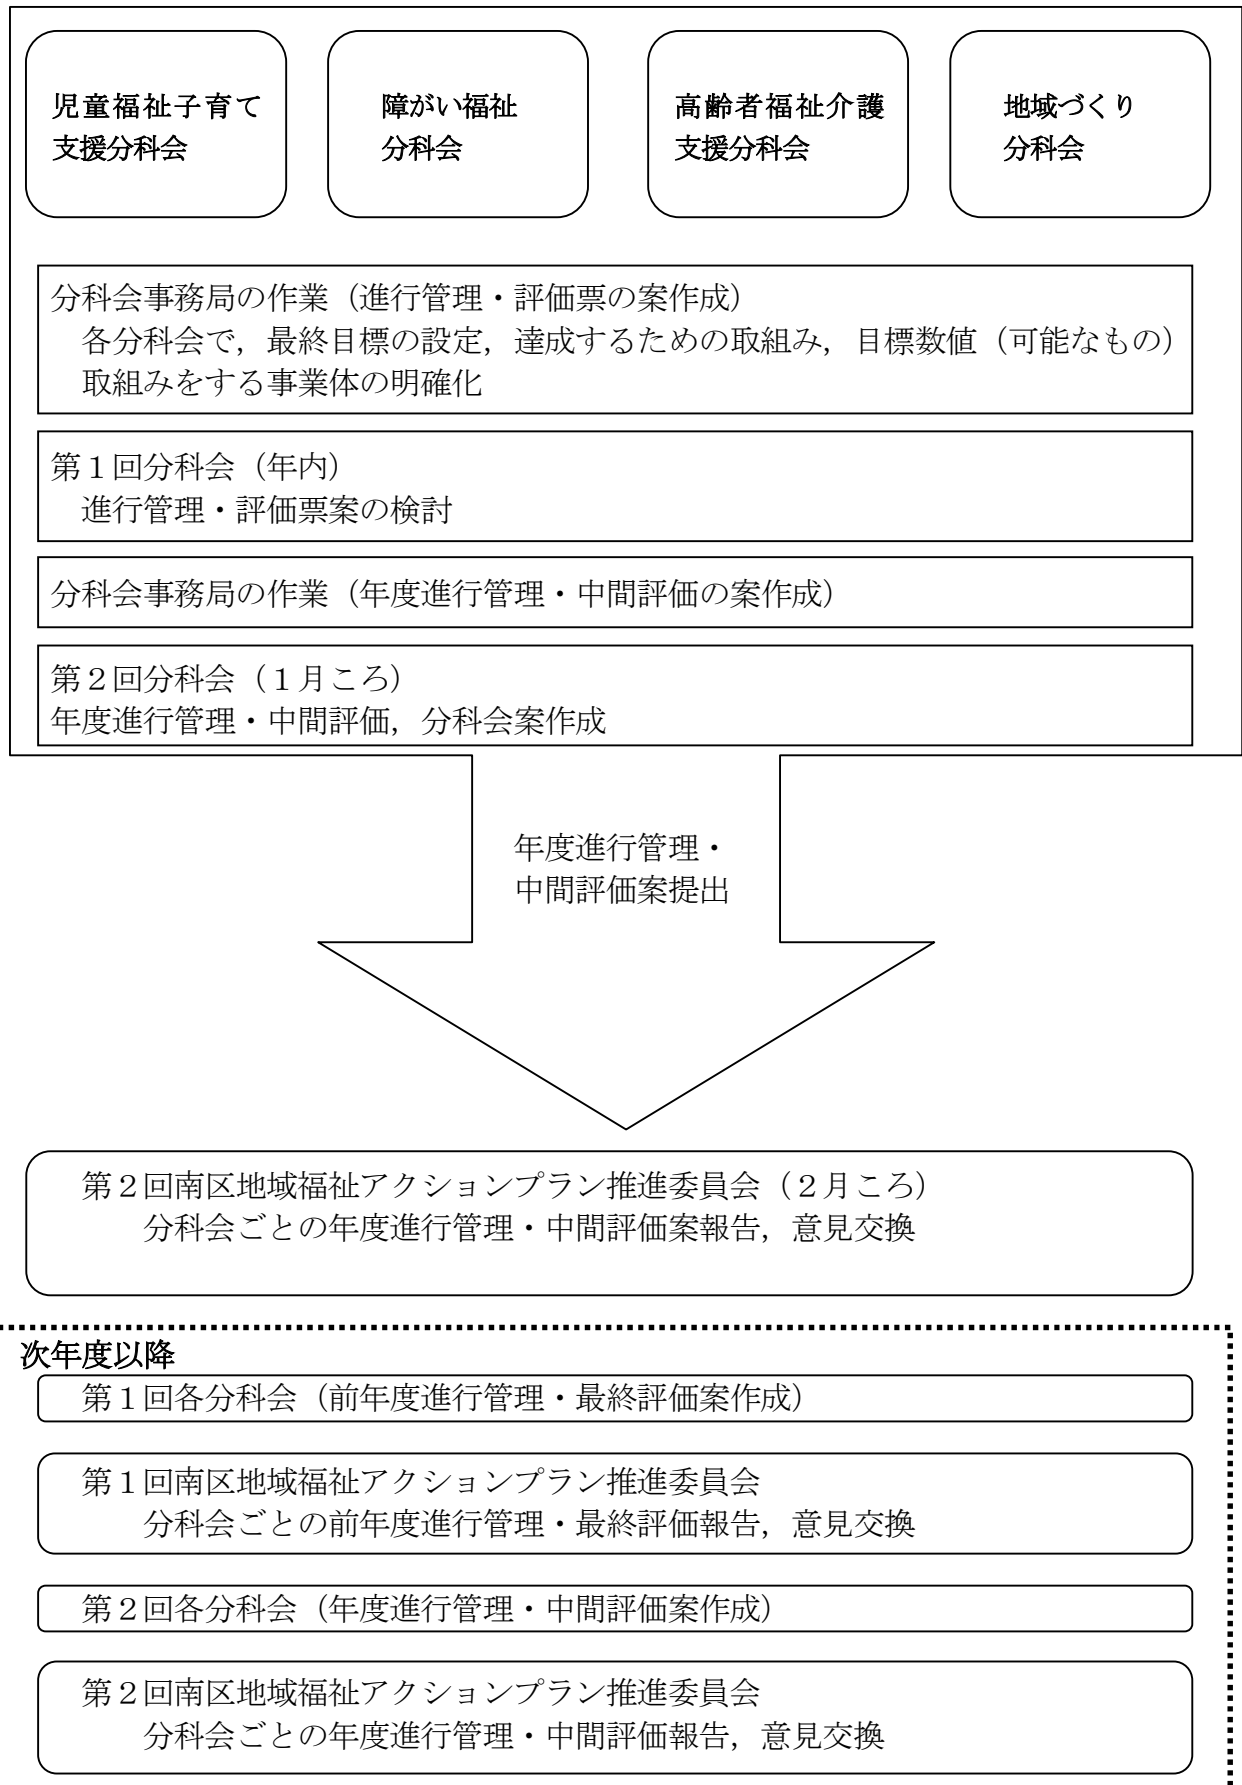 児童福祉子育て
支援分科会
障がい福祉
分科会
高齢者福祉介護
支援分科会
地域づくり
分科会
分科会事務局の作業（進行管理・評価票の案作成）
各分科会で，最終目標の設定，達成するための取組み，目標数値（可能なもの）
取組みをする事業体の明確化
第１回分科会（年内）
進行管理・評価票案の検討
分科会事務局の作業（年度進行管理・中間評価の案作成）
第２回分科会（１月ころ）
年度進行管理・中間評価，分科会案作成
年度進行管理・
中間評価案提出
第２回南区地域福祉アクションプラン推進委員会（２月ころ）
分科会ごとの年度進行管理・中間評価案報告，意見交換
次年度以降
第１回各分科会（前年度進行管理・最終評価案作成）
第１回南区地域福祉アクションプラン推進委員会
分科会ごとの前年度進行管理・最終評価報告，意見交換
第２回各分科会（年度進行管理・中間評価案作成）
第２回南区地域福祉アクションプラン推進委員会
分科会ごとの年度進行管理・中間評価報告，意見交換